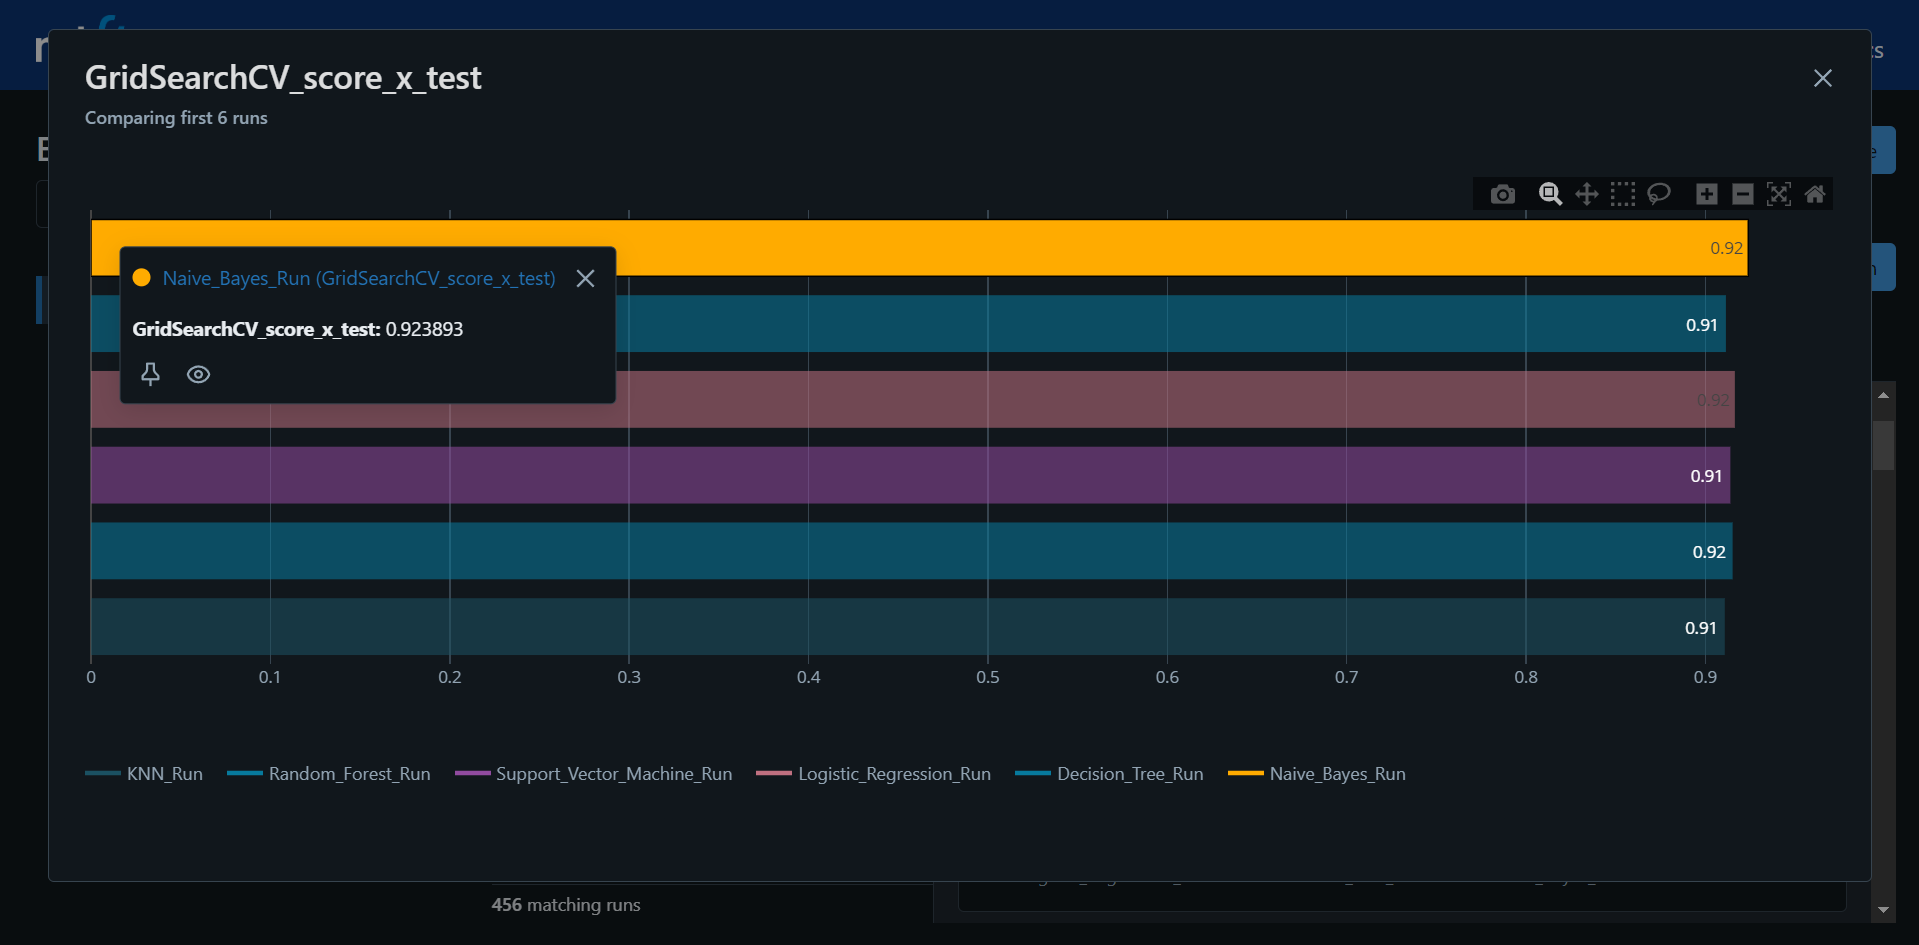 GridSearchCV_score_x_test
Comparing first 6 runs
0.92
Naive_Bayes_Run (GridSearchCV_score_x_test)
GridSearchCV_score_x_test: 0.923893
0.91
0.92
0.91
0.92
0.91
0 0.1 0.2 0.3 0.4 0.5 0.6 0.7 0.8 0.9
KNN_Run Random_Forest_Run Support_Vector_Machine_Run Logistic_Regression_Run Decision_Tree_Run Naive_Bayes_Run
456 matching runs